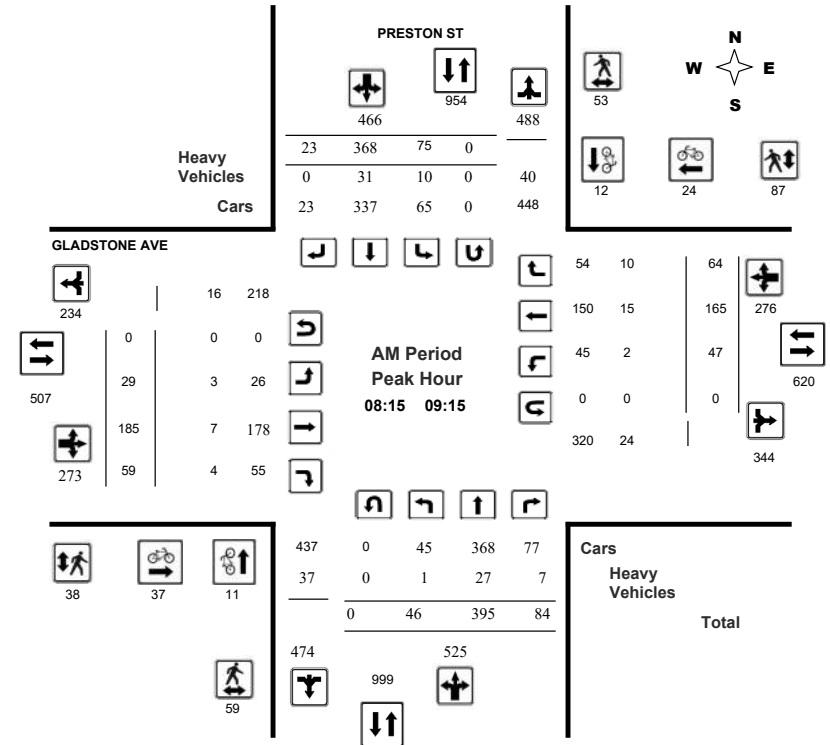 PRESTON ST
N
W E
S
954
53
466
488
23 368 75 0
Heavy
Vehicles
0 31 10 0 40
Cars
23 337 65 0 448
12 24 87
GLADSTONE AVE
234
16 218
54 10 64
276
0 0 0
150 15 165
507
29 3 26
AM Period
Peak Hour
08:15 09:15
45 2 47
620
185 7 178
0 0 0
273
59 4 55
320 24
344
437 0 45 368 77
Cars
37 0 1 27 7
Heavy
Vehicles
38 37 11
0 46 395 84
Total
474
525
999
59